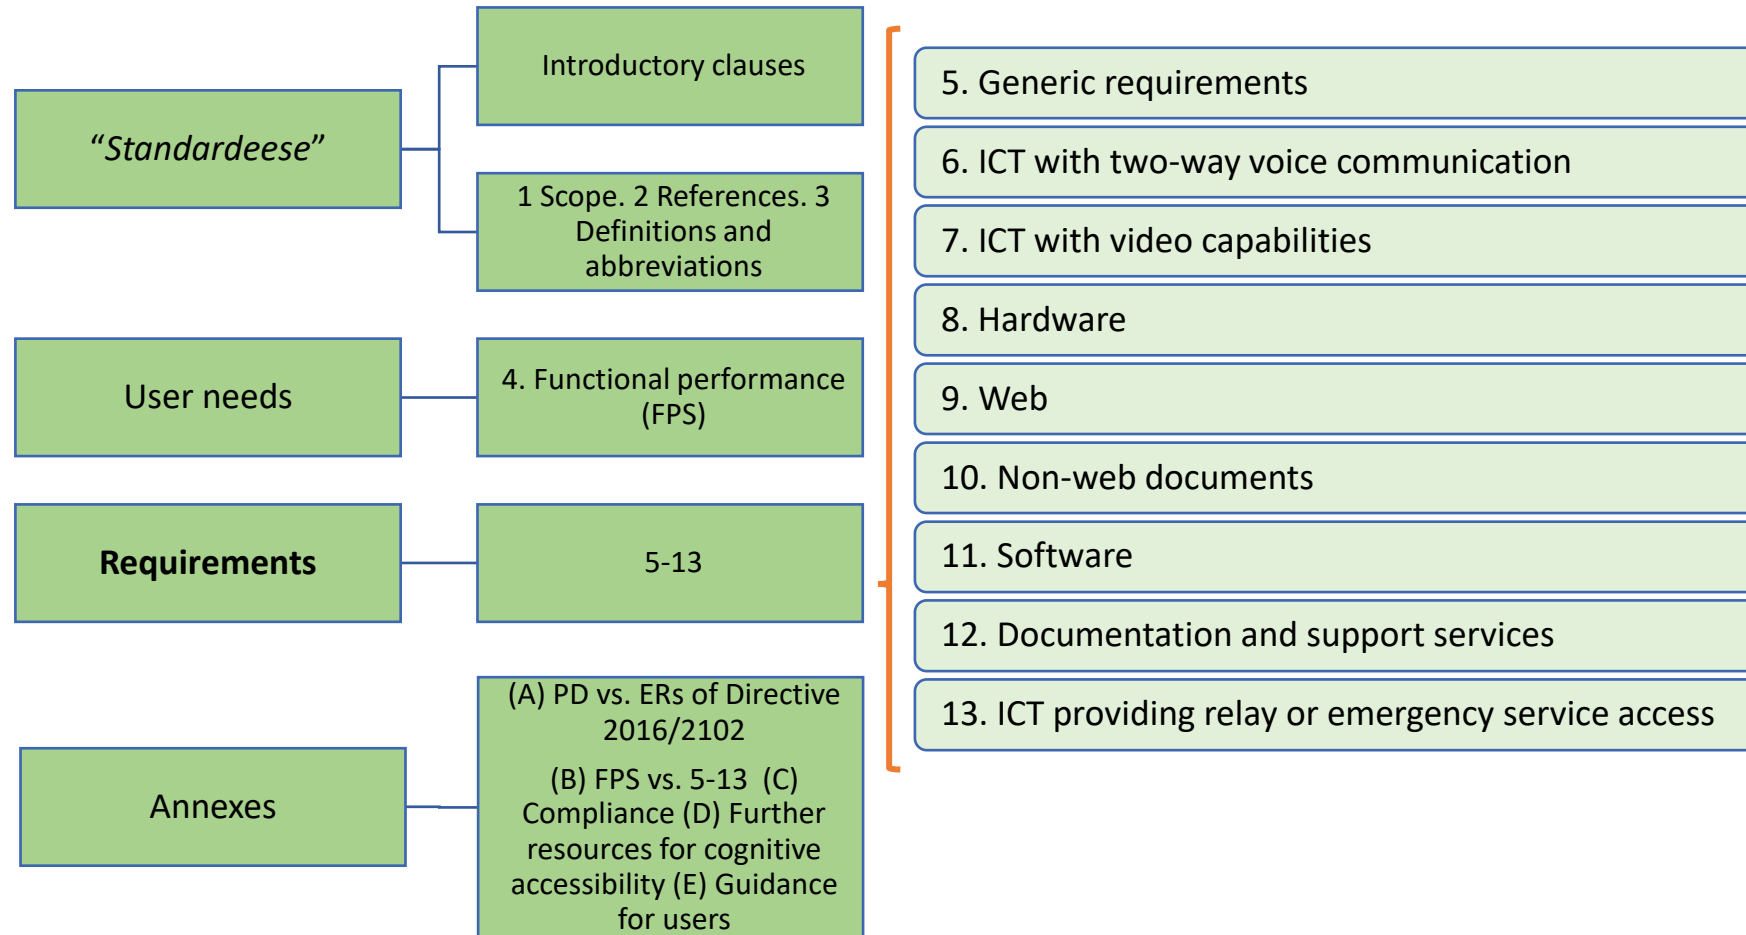 “Standardeese”
Introductory clauses
1 Scope. 2 References. 3
Definitions and
abbreviations
User needs
4. Functional performance
(FPS)
Requirements
5-13
Annexes
(A) PD vs. ERs of Directive
2016/2102
(B) FPS vs. 5-13 (C)
Compliance (D) Further
resources for cognitive
accessibility (E) Guidance
for users
5. Generic requirements
6. ICT with two-way voice communication
7. ICT with video capabilities
8. Hardware
9. Web
10. Non-web documents
11. Software
12. Documentation and support services
13. ICT providing relay or emergency service access